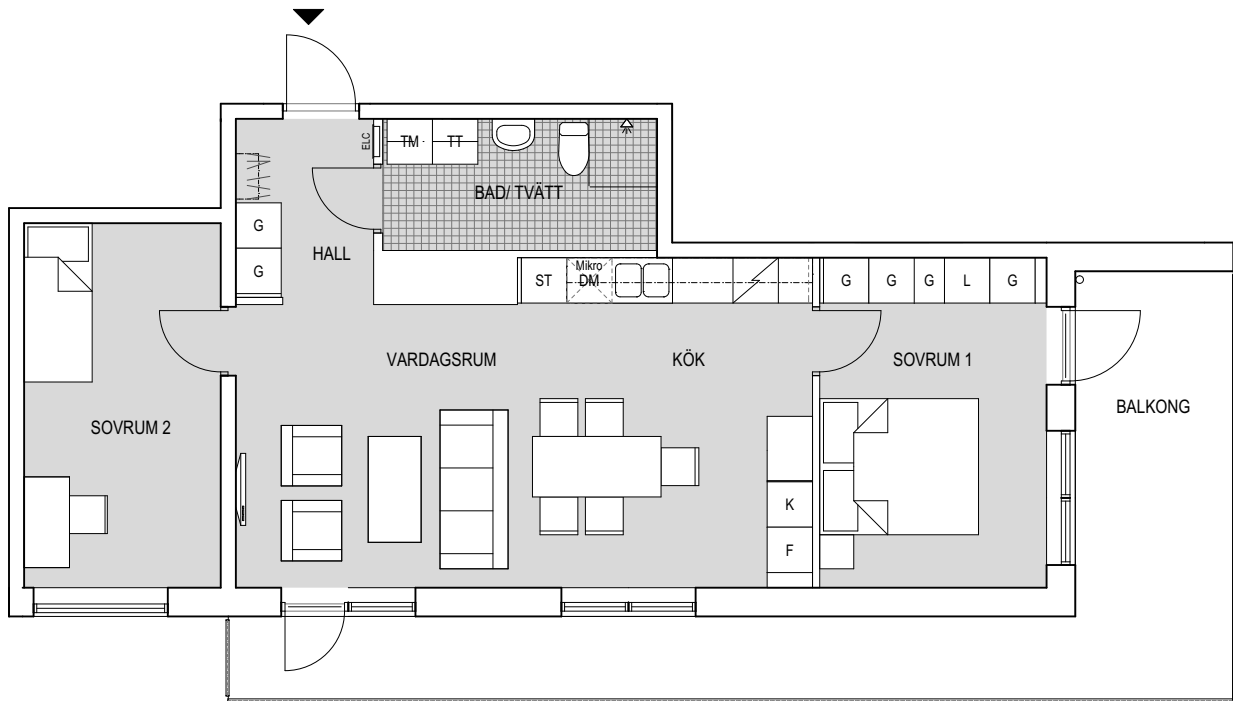 ELC
TM
TT
BAD/ TVÄTT
G
HALL
G
ST
Mikro
DM
G
G
G
L
G
VARDAGSRUM
KÖK
SOVRUM 1
BALKONG
SOVRUM 2
K
F